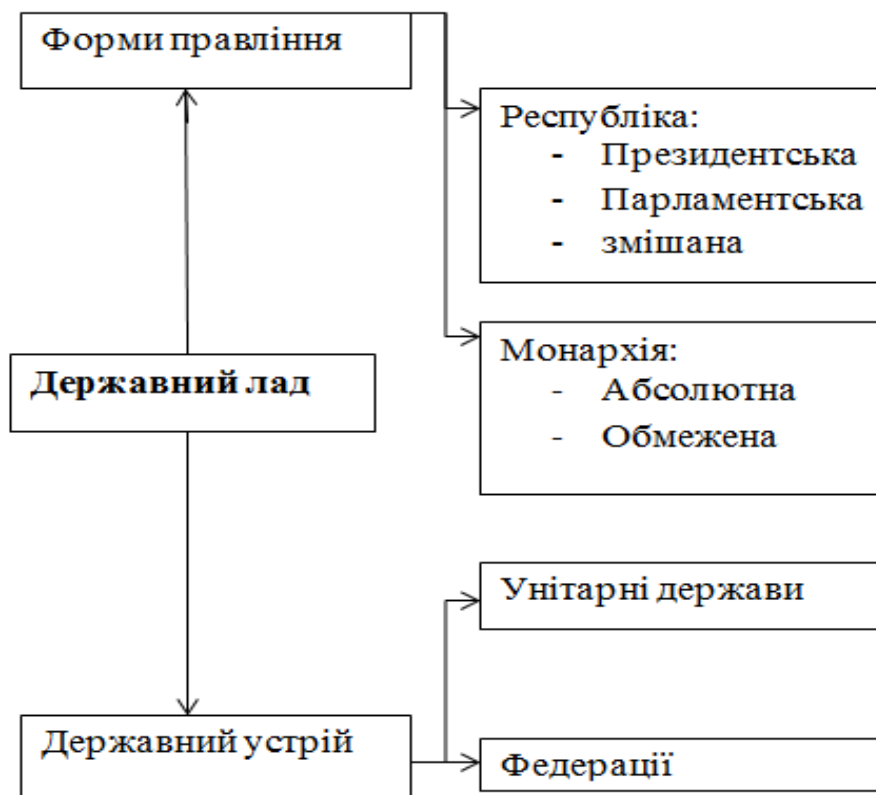 Форми правління
Республіка:
- Президентська
- Парламентська
- змішана
Монархія:
- Абсолютна
- Обмежена
Державний лад
Унітарні держави
Державний устрій
Федерації